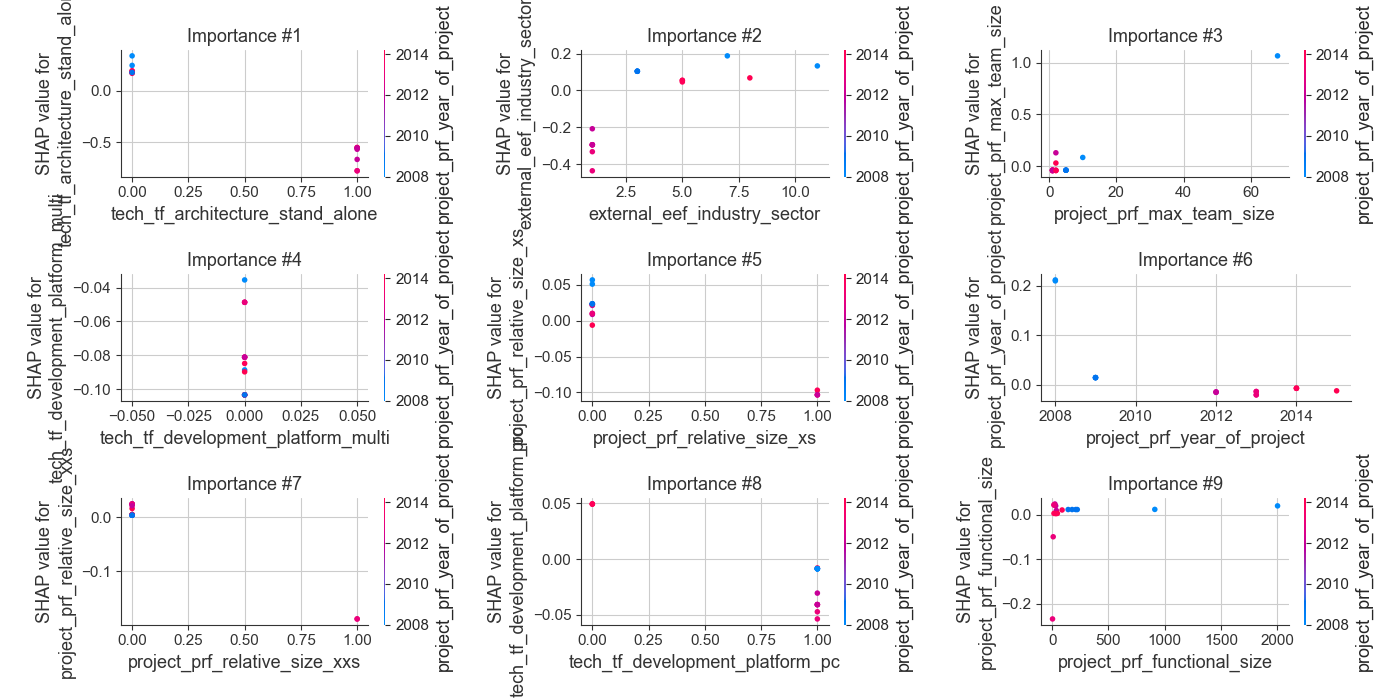 Importance #1
SHAP value for
tech_tf_architecture_stand_alone
0.0
−0.5
0.00 0.25 0.50 0.75 1.00
tech_tf_architecture_stand_alone
2014
2012
2010
2008
project_prf_year_of_project
Importance #2
SHAP value for
external_eef_industry_sector
0.2
0.0
−0.2
−0.4
2.5 5.0 7.5 10.0
external_eef_industry_sector
2014
2012
2010
2008
project_prf_year_of_project
Importance #3
SHAP value for
project_prf_max_team_size
1.0
0.5
0.0
0 20 40 60
project_prf_max_team_size
2014
2012
2010
2008
project_prf_year_of_project
Importance #4
SHAP value for
tech_tf_development_platform_multi
−0.04
−0.06
−0.08
−0.10
−0.050 −0.025 0.000 0.025 0.050
tech_tf_development_platform_multi
2014
2012
2010
2008
project_prf_year_of_project
Importance #5
SHAP value for
project_prf_relative_size_xs
0.05
0.00
−0.05
−0.10
0.00 0.25 0.50 0.75 1.00
project_prf_relative_size_xs
2014
2012
2010
2008
project_prf_year_of_project
Importance #6
SHAP value for
project_prf_year_of_project
0.2
0.1
0.0
2008 2010 2012 2014
project_prf_year_of_project
Importance #7
SHAP value for
project_prf_relative_size_xxs
0.0
−0.1
0.00 0.25 0.50 0.75 1.00
project_prf_relative_size_xxs
2014
2012
2010
2008
project_prf_year_of_project
Importance #8
SHAP value for
tech_tf_development_platform_pc
0.05
0.00
−0.05
0.00 0.25 0.50 0.75 1.00
tech_tf_development_platform_pc
2014
2012
2010
2008
project_prf_year_of_project
Importance #9
SHAP value for
project_prf_functional_size
0.0
−0.1
−0.2
0 500 1000 1500 2000
project_prf_functional_size
2014
2012
2010
2008
project_prf_year_of_project